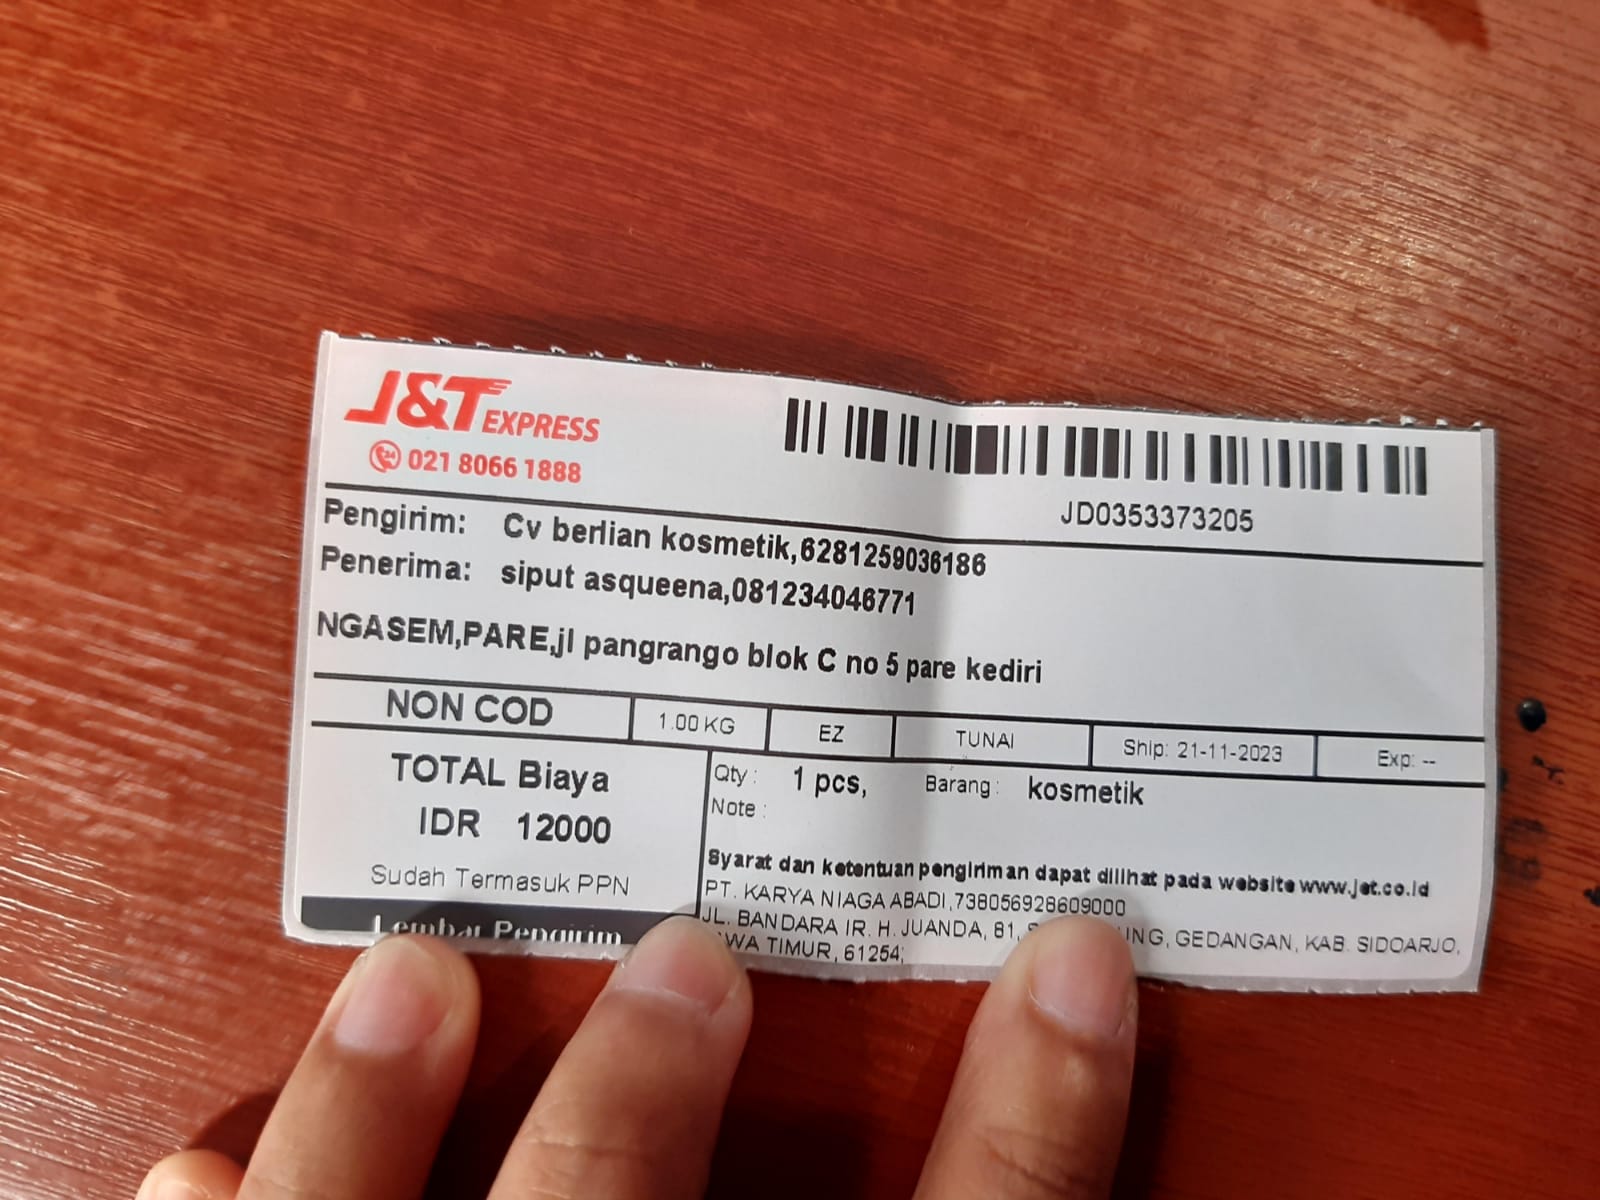 J&T EXPRESS
021 8066 1888
JD0353373205
Pengirim: Cv berlian kosmetik,6281259036186
Penerima: siput asqueena,081234046771
NGASEM,PARE,jl pangrango blok C no 5 pare kediri
NON COD 1.00 KG EZ TUNAI Ship: 21-11-2023 Exp: --
TOTAL Biaya
IDR 12000
Sudah Termasuk PPN
Lembar Pengirim
Qty : 1 pcs, Barang : kosmetik
Note :
Syarat dan ketentuan pengiriman dapat dilihat pada website www.jet.co.id
PT. KARYA NIAGA ABADI,738056928609000
JL. BANDARA IR. H. JUANDA, 81, GEDANGAN, KAB. SIDOARJO,
TIMUR, 61254;